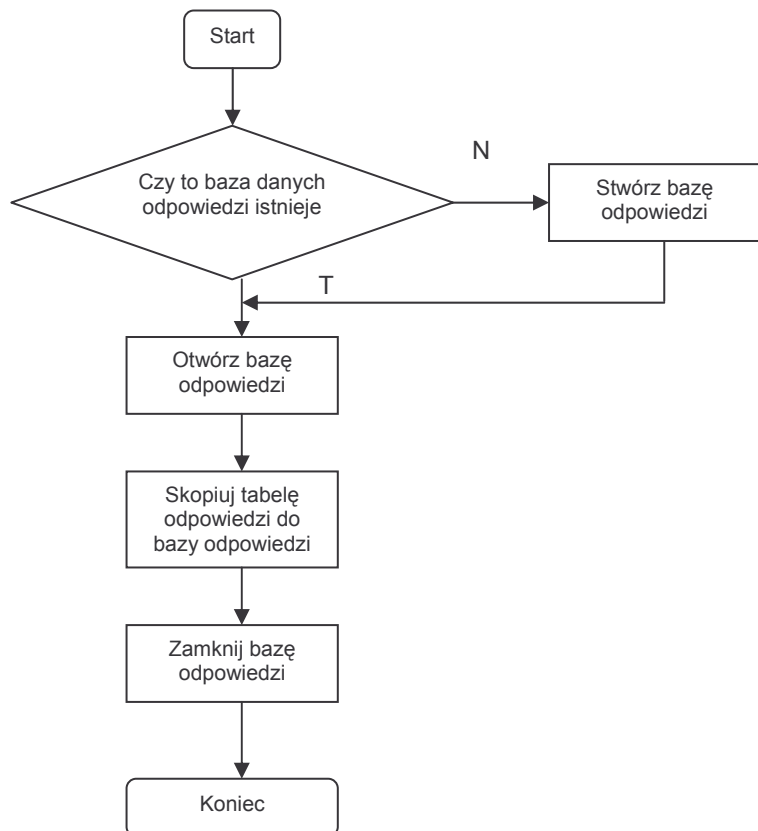 Start
Czy to baza danych
odpowiedzi istnieje
N
Stwórz bazę
odpowiedzi
T
Otwórz bazę
odpowiedzi
Skopiuj tabelę
odpowiedzi do
bazy odpowiedzi
Zamknij bazę
odpowiedzi
Koniec